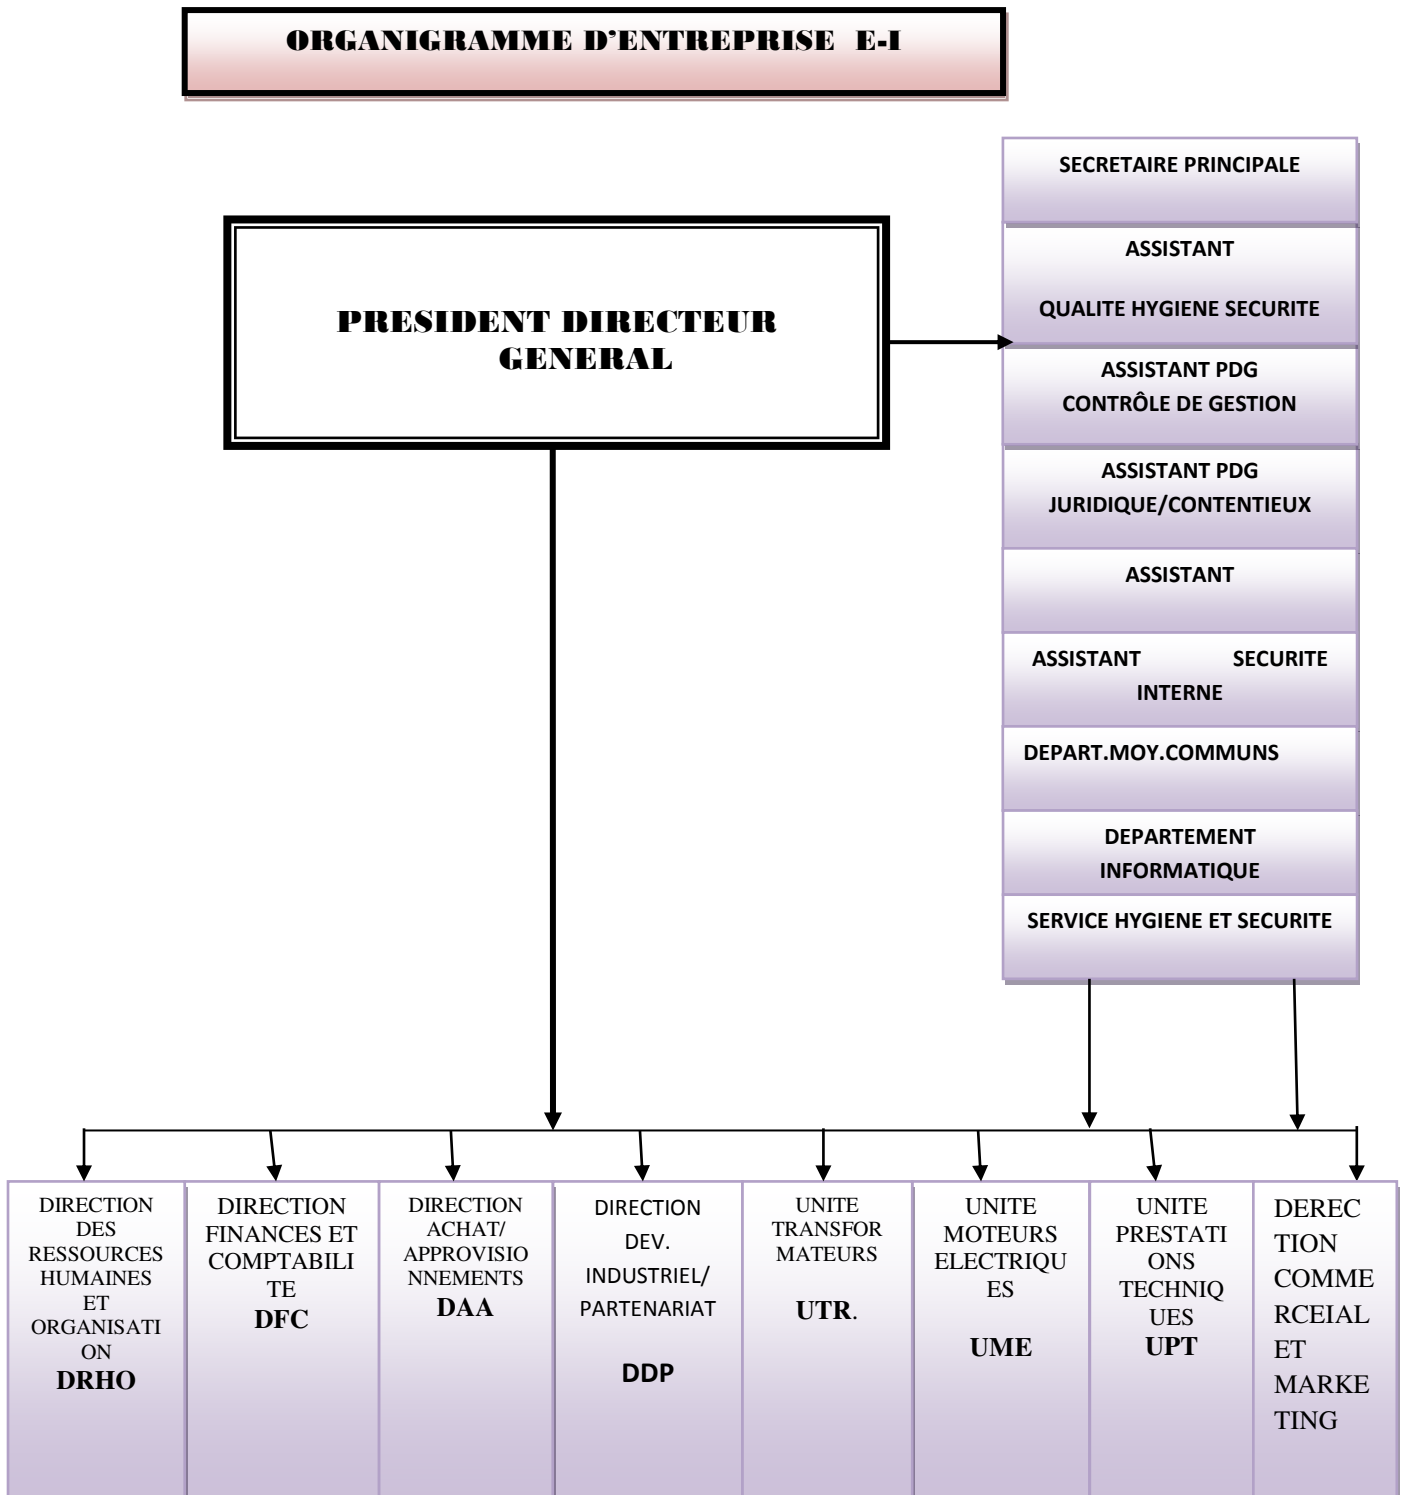 ORGANIGRAMME D'ENTREPRISE E-I
SECRETAIRE PRINCIPALE
ASSISTANT
QUALITE HYGIENE SECURITE
PRESIDENT DIRECTEUR
GENERAL
ASSISTANT PDG
CONTRÔLE DE GESTION
ASSISTANT PDG
JURIDIQUE/CONTENTIEUX
ASSISTANT
ASSISTANT SECURITE
INTERNE
DEPART.MOY.COMMUNS
DEPARTEMENT
INFORMATIQUE
SERVICE HYGIENE ET SECURITE
DIRECTION
DES
RESSOURCES
HUMAINES
ET
ORGANISATI
ON
DRHO
DIRECTION
FINANCES ET
COMPTABILI
TE
DFC
DIRECTION
ACHAT/
APPROVISIO
NNEMENTS
DAA
DIRECTION
DEV.
INDUSTRIEL/
PARTENARIAT
DDP
UNITE
TRANSFOR
MATEURS
UTR.
UNITE
MOTEURS
ELECTRIQU
ES
UME
UNITE
PRESTATI
ONS
TECHNIQ
UES
UPT
DEREC
TION
COMME
RCEIAL
ET
MARKE
TING